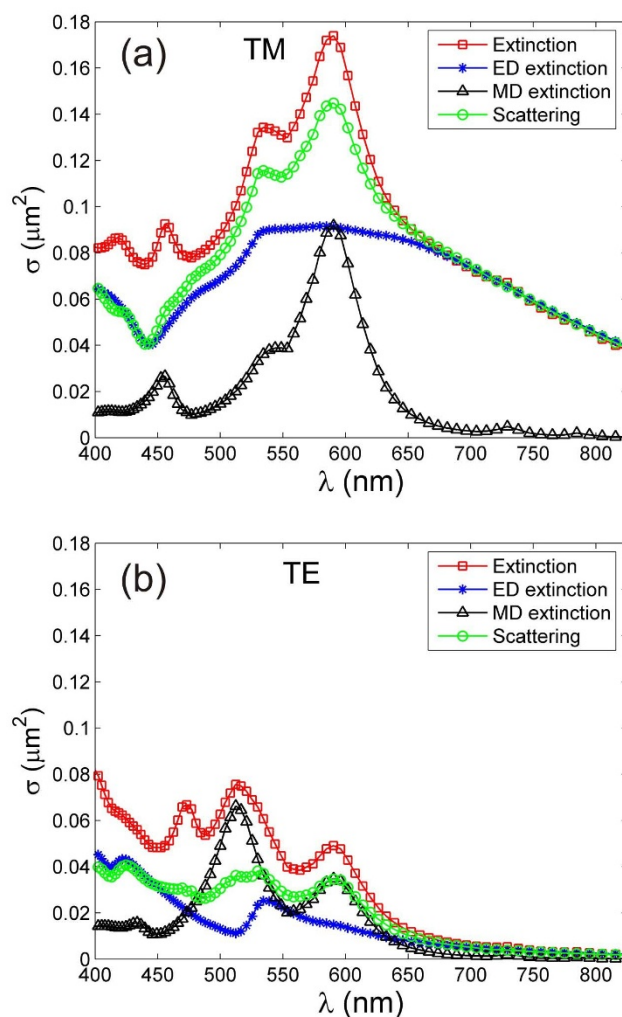 (a)
TM
Extinction
ED extinction
MD extinction
Scattering
σ (μm²)
0.18
0.16
0.14
0.12
0.1
0.08
0.06
0.04
0.02
0
400 450 500 550 600 650 700 750 800
λ (nm)
(b)
TE
Extinction
ED extinction
MD extinction
Scattering
σ (μm²)
0.18
0.16
0.14
0.12
0.1
0.08
0.06
0.04
0.02
0
400 450 500 550 600 650 700 750 800
λ (nm)